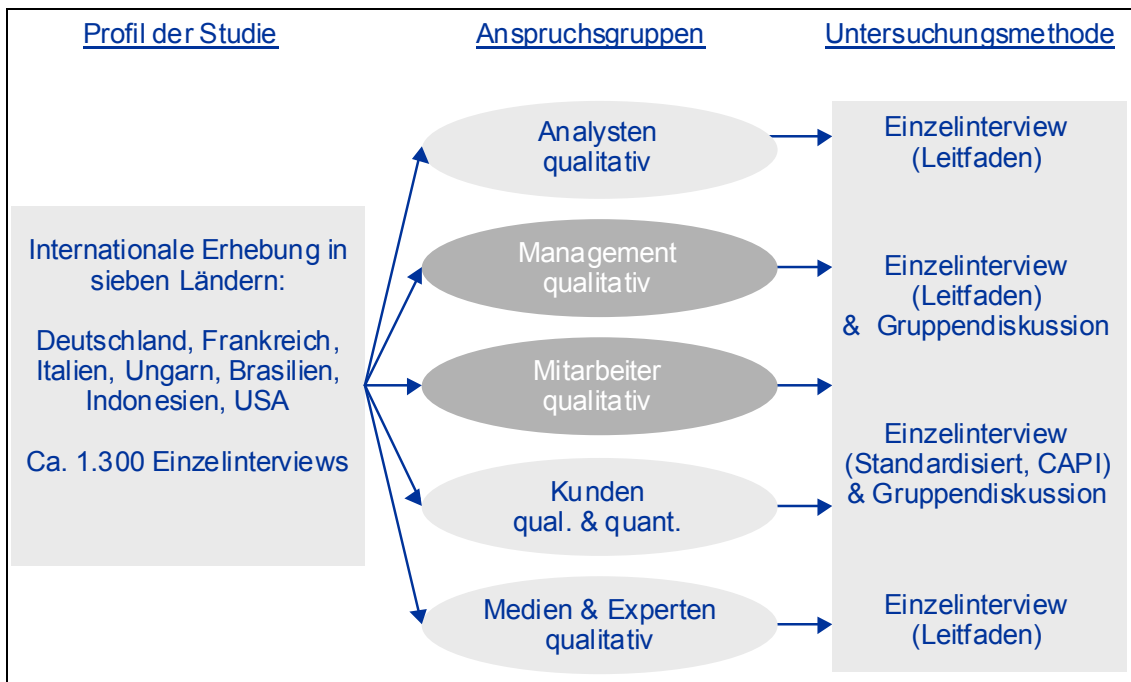 Profil der Studie
Anspruchsgruppen
Untersuchungsmethode
Internationale Erhebung in
sieben Ländern:
Deutschland, Frankreich,
Italien, Ungarn, Brasilien,
Indonesien, USA
Ca. 1.300 Einzelinterviews
Analysten
qualitativ
Management
qualitativ
Mitarbeiter
qualitativ
Kunden
qual. & quant.
Medien & Experten
qualitativ
Einzelinterview
(Leitfaden)
Einzelinterview
(Leitfaden)
& Gruppendiskussion
Einzelinterview
(Standardisiert, CAPI)
& Gruppendiskussion
Einzelinterview
(Leitfaden)